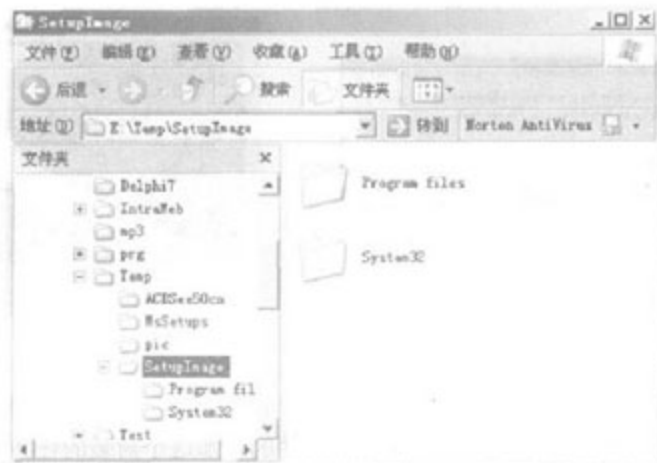 SetupImage
文件(F) 编辑(E) 查看(V) 收藏(A) 工具(T) 帮助(H)
后退 搜索 文件夹
地址(D) E:\Temp\SetupImage 转到 Norton AntiVirus
文件夹
Delphi7
IntraWeb
mp3
prg
Temp
ACDSee50cn
MsSetups
pic
SetupImage
Program fil
System32
Test
Program files
System32